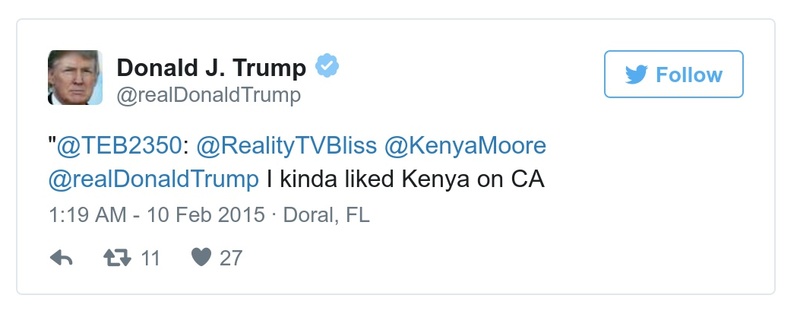 Donald J. Trump
@realDonaldTrump
Follow
"@TEB2350: @RealityTVBliss @KenyaMoore
@realDonaldTrump I kinda liked Kenya on CA
1:19 AM - 10 Feb 2015 · Doral, FL
11 27